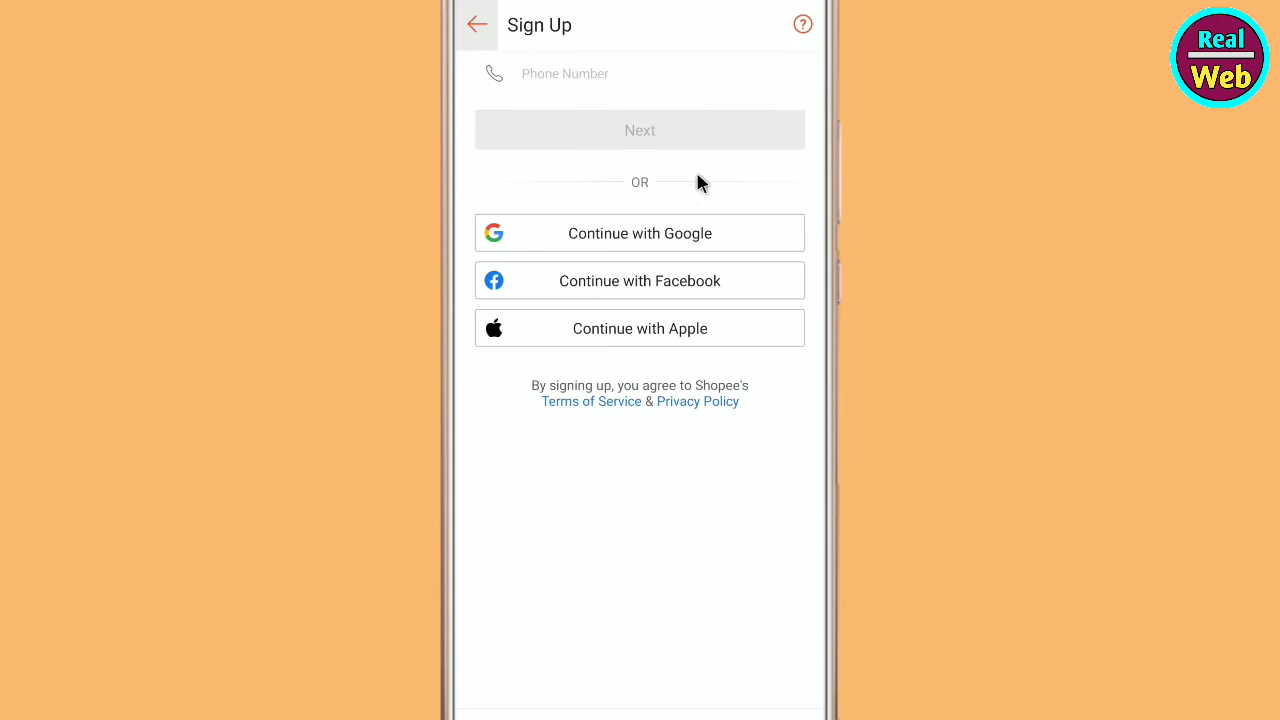 Sign Up
?
Phone Number
Next
OR
Continue with Google
Continue with Facebook
Continue with Apple
By signing up, you agree to Shopee's
Terms of Service & Privacy Policy
Real
Web